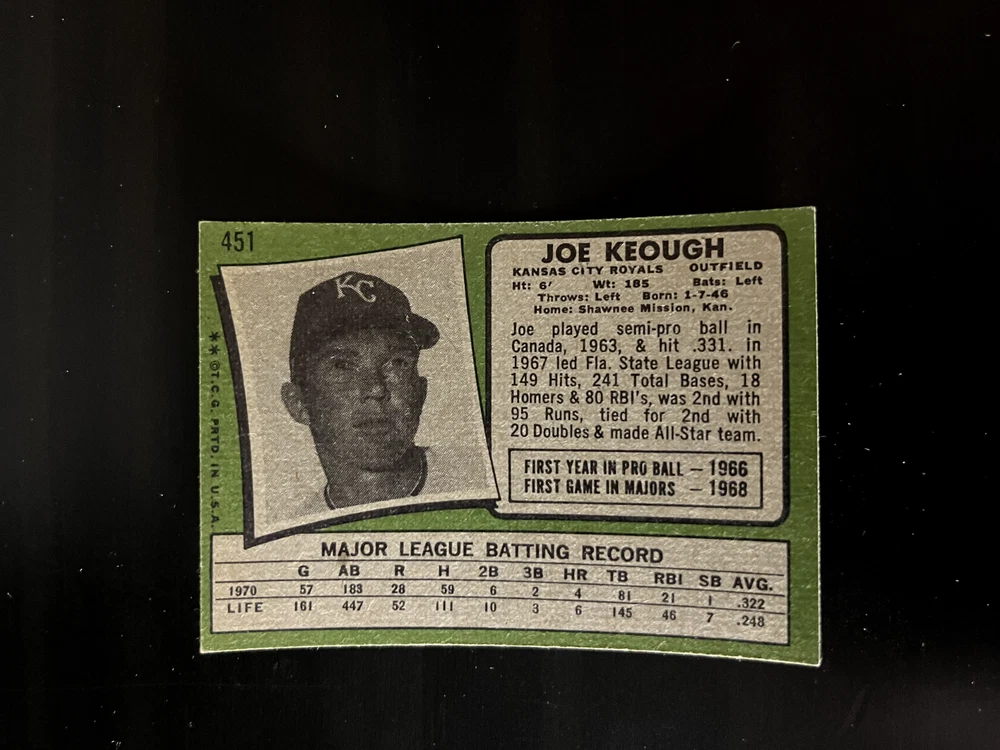 451
KC
JOE KEOUGH
KANSAS CITY ROYALS OUTFIELD
Ht: 6' Wt: 185 Bats: Left
Throws: Left Born: 1-7-46
Home: Shawnee Mission, Kan.
Joe played semi-pro ball in
Canada, 1963, & hit .331. in
1967 led Fla. State League with
149 Hits, 241 Total Bases, 18
Homers & 80 RBI's, was 2nd with
95 Runs, tied for 2nd with
20 Doubles & made All-Star team.
FIRST YEAR IN PRO BALL — 1966
FIRST GAME IN MAJORS — 1968
** ©T.C.G. PRTD. IN U.S.A.
MAJOR LEAGUE BATTING RECORD
G AB R H 2B 3B HR TB RBI SB AVG.
1970 57 183 28 59 6 2 4 81 21 1 .322
LIFE 161 447 52 111 10 3 6 145 46 7 .248